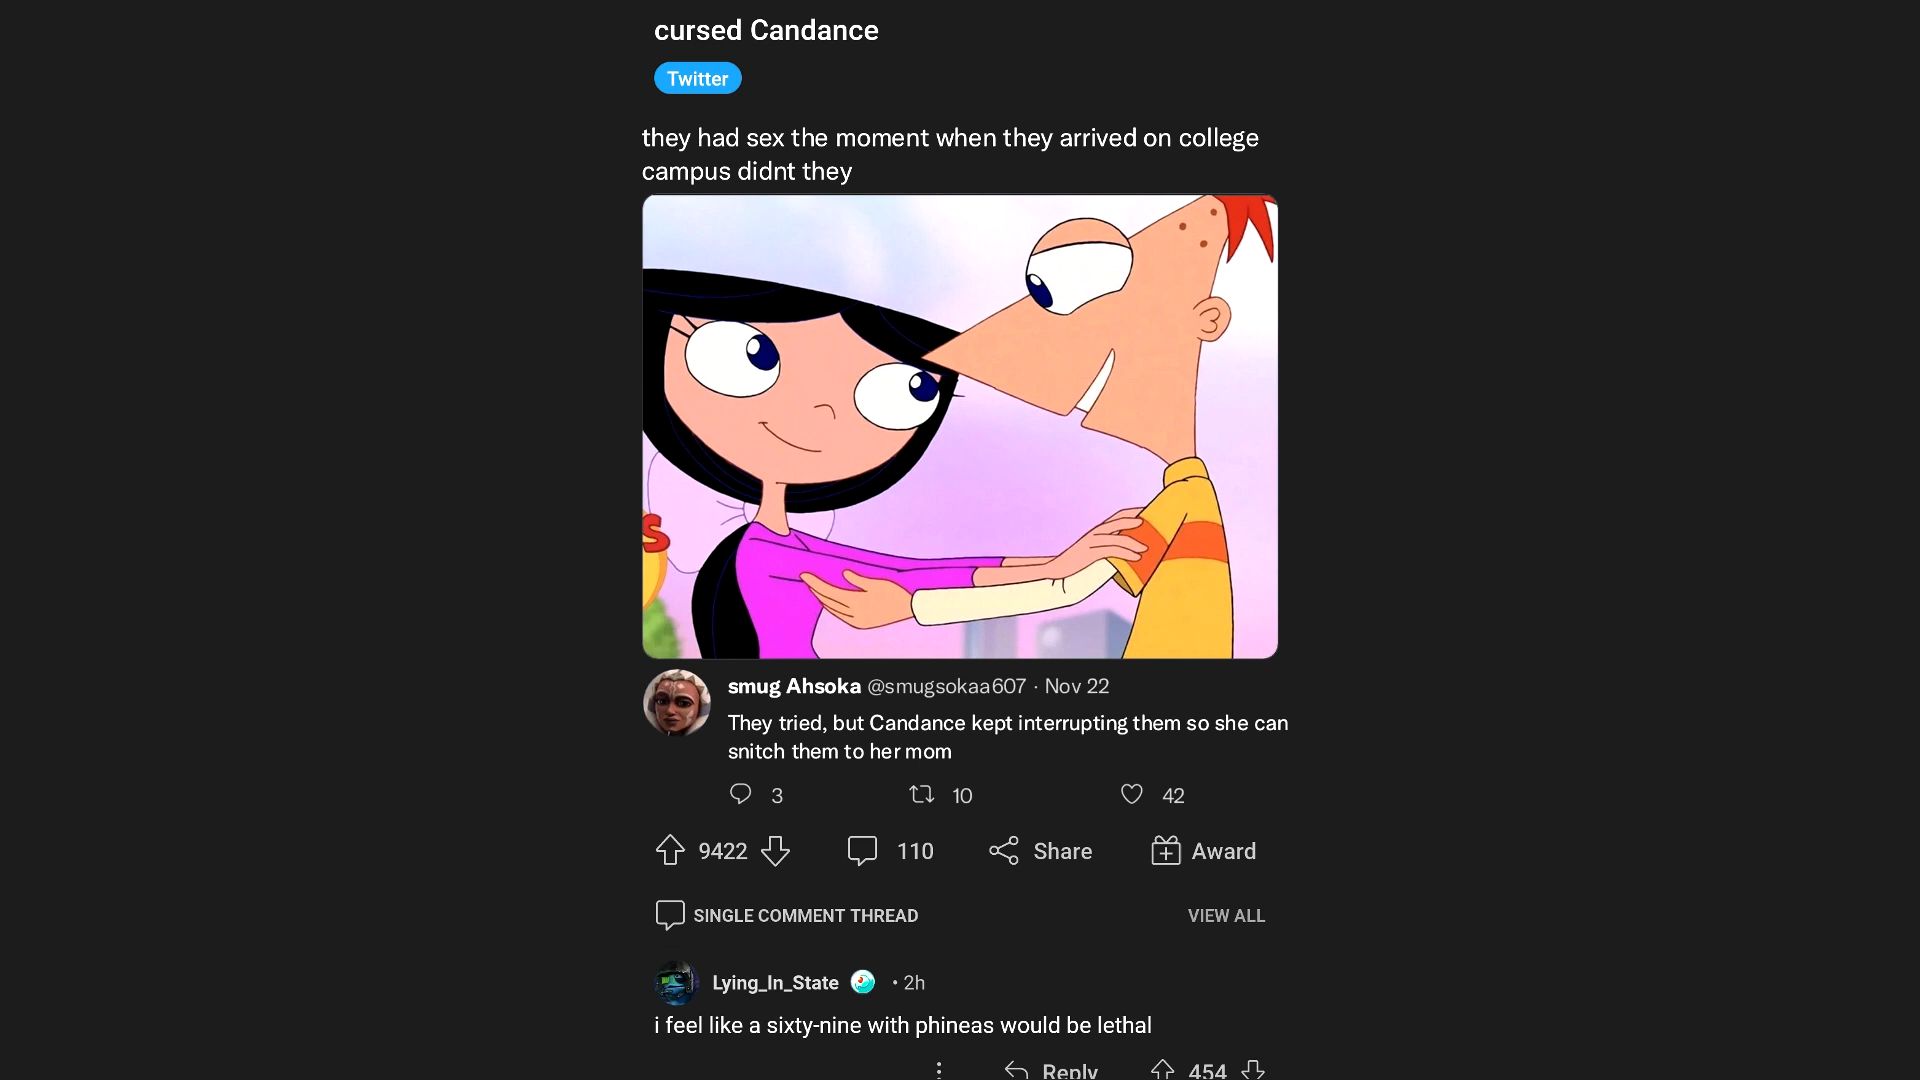 cursed Candance
Twitter
they had sex the moment when they arrived on college
campus didnt they
S
smug Ahsoka @smugsokaa607 · Nov 22
They tried, but Candance kept interrupting them so she can
snitch them to her mom
3 10 42
9422 110 Share Award
SINGLE COMMENT THREAD VIEW ALL
Lying_In_State • 2h
i feel like a sixty-nine with phineas would be lethal
Reply 454